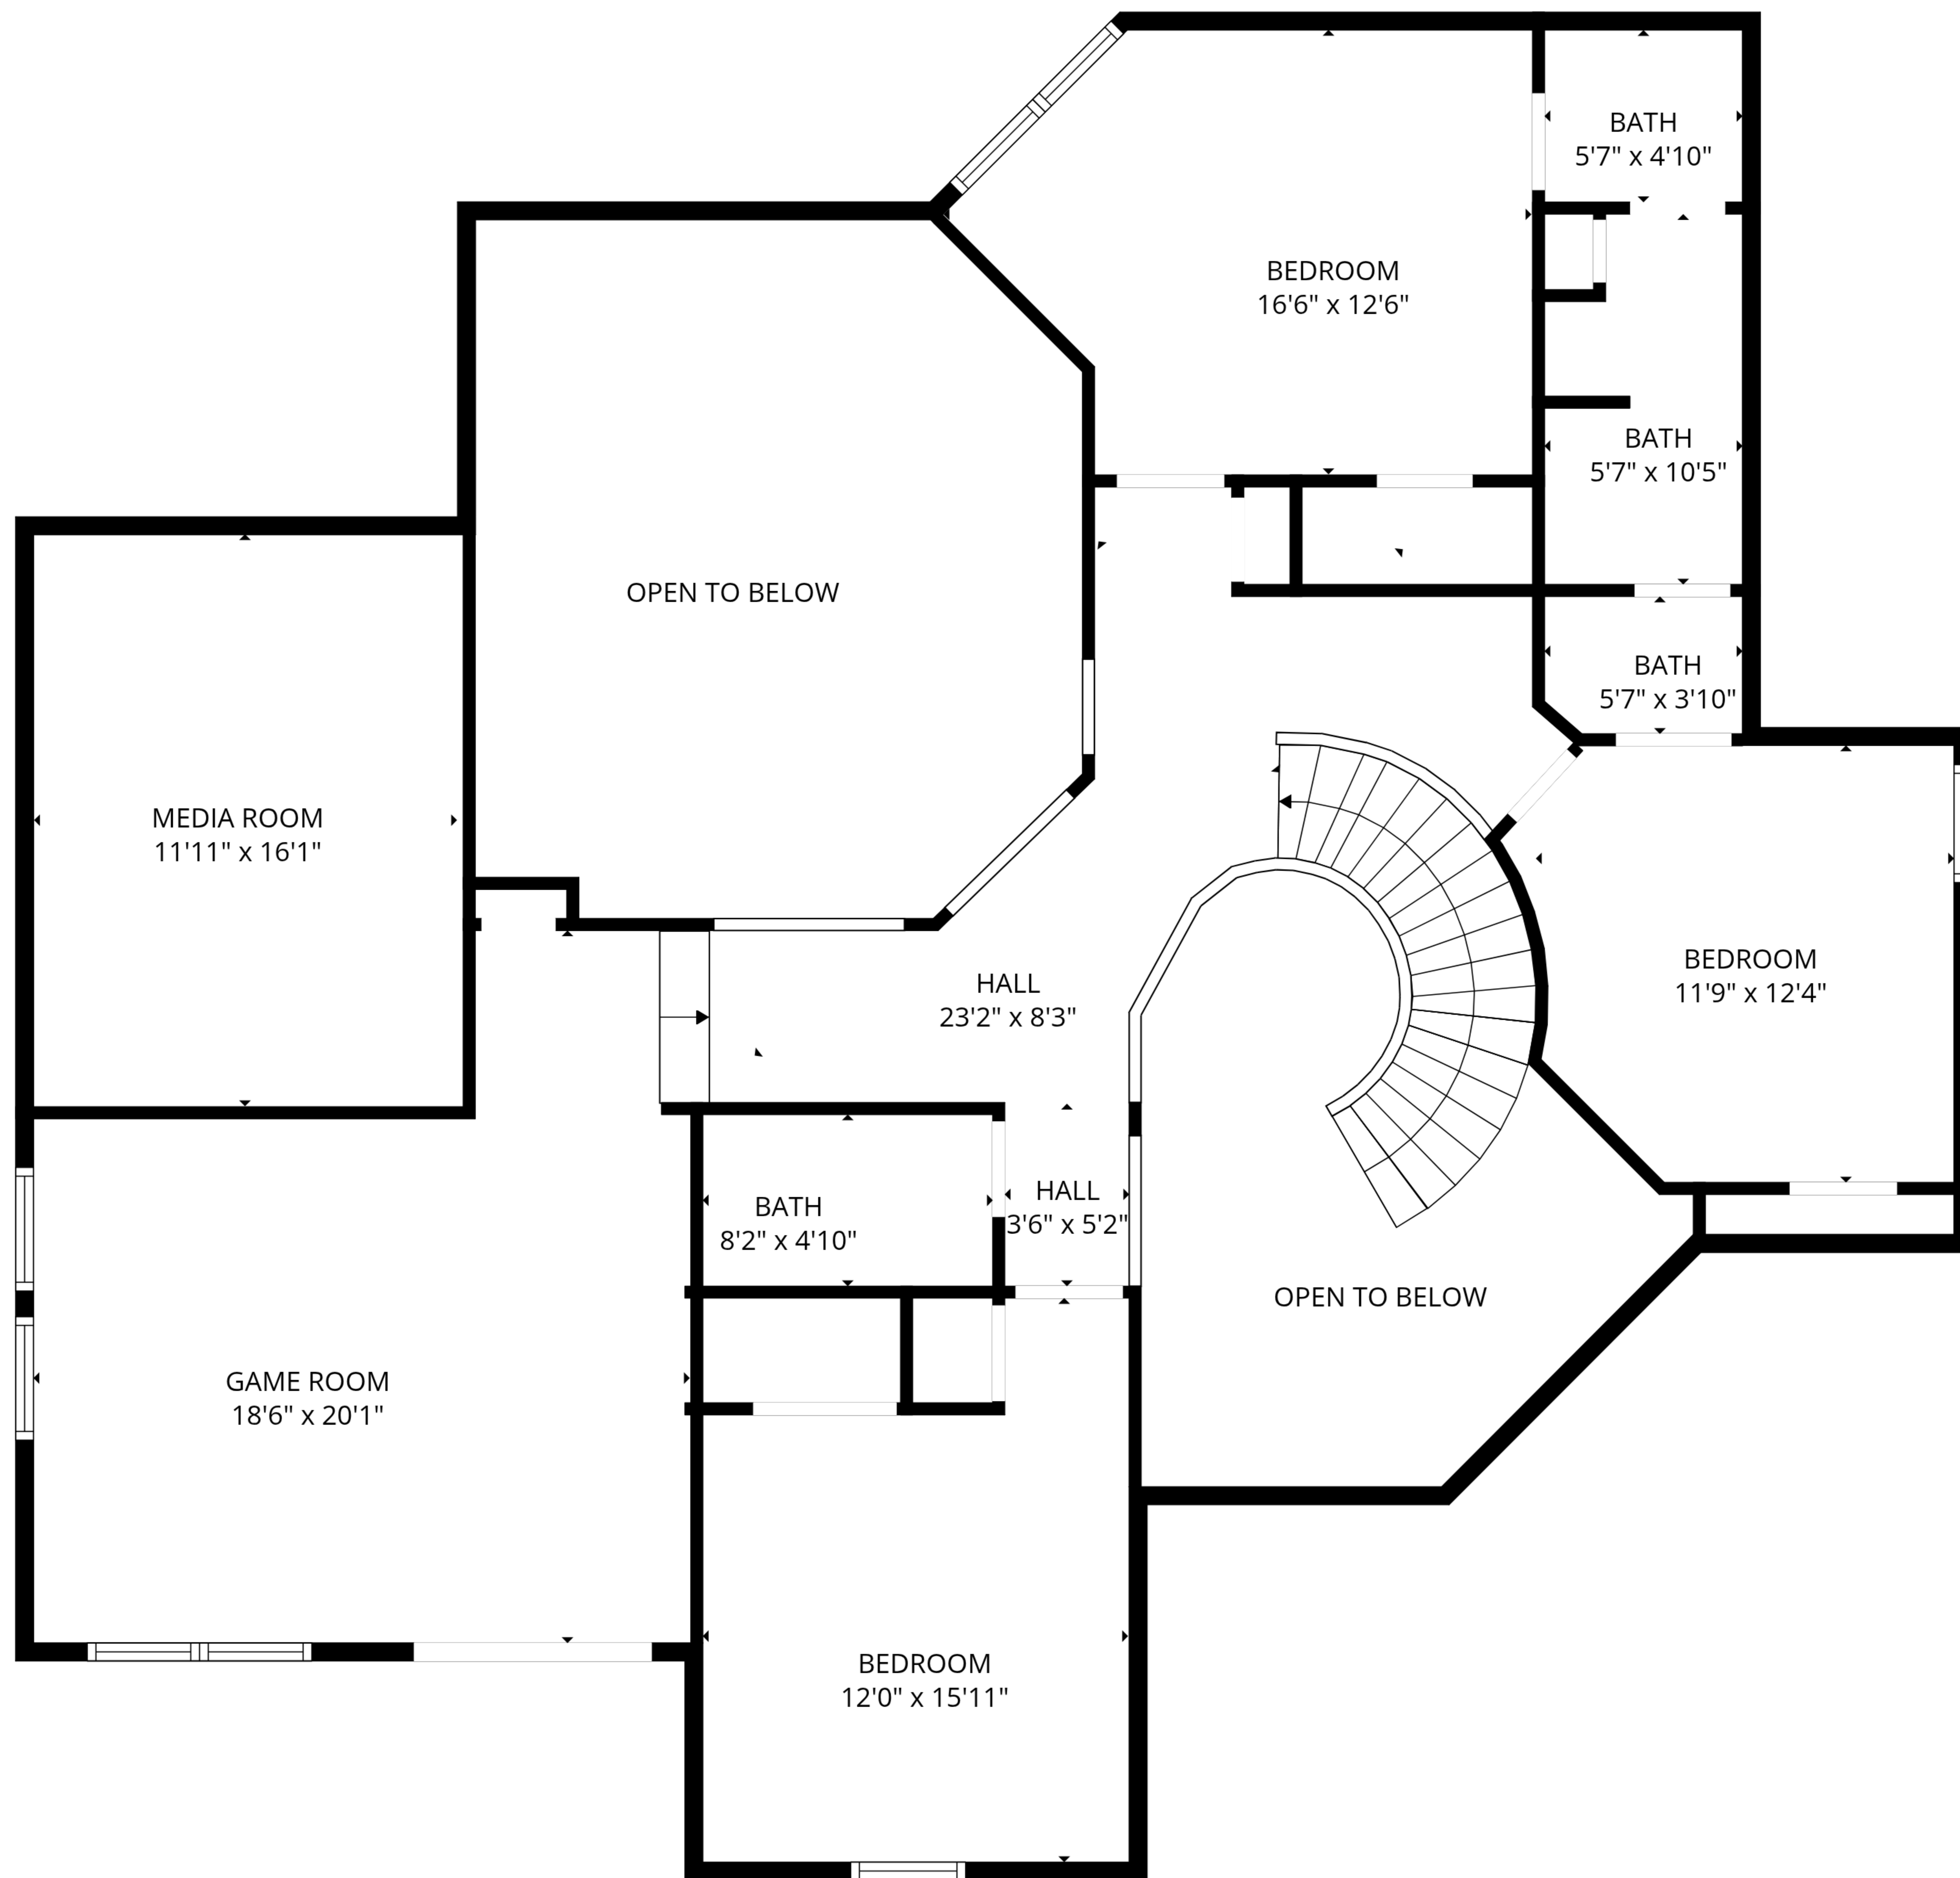 BATH
5'7" x 4'10"
BEDROOM
16'6" x 12'6"
BATH
5'7" x 10'5"
OPEN TO BELOW
BATH
5'7" x 3'10"
MEDIA ROOM
11'11" x 16'1"
HALL
23'2" x 8'3"
BEDROOM
11'9" x 12'4"
BATH
8'2" x 4'10"
HALL
3'6" x 5'2"
OPEN TO BELOW
GAME ROOM
18'6" x 20'1"
BEDROOM
12'0" x 15'11"